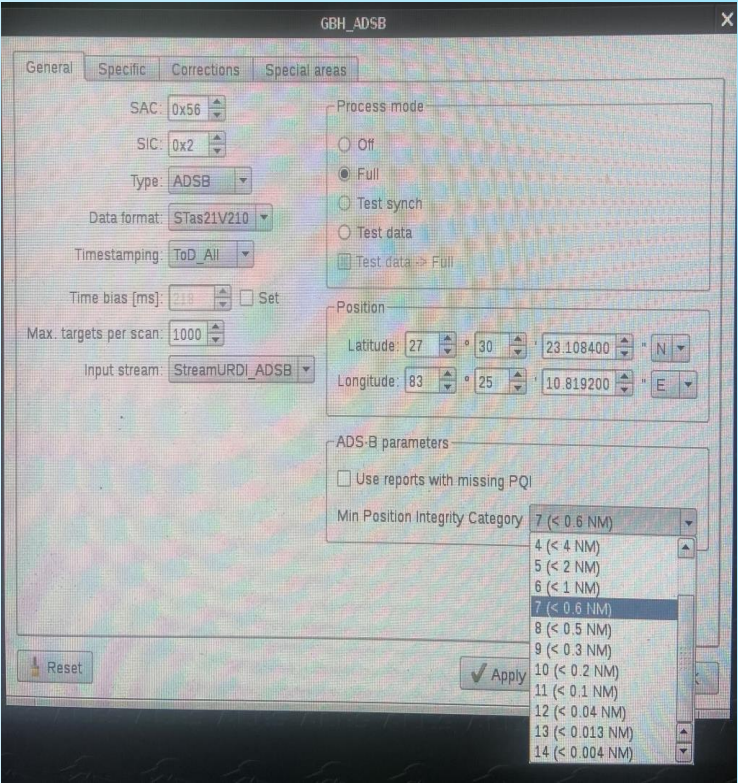 GBH_ADSB
X
General Specific Corrections Special areas
SAC: 0x56
SIC: 0x2
Type: ADSB
Data format: STas21V210
Timestamping: ToD_All
Time bias [ms]: 218 Set
Max. targets per scan: 1000
Input stream: StreamURDI_ADSB
Process mode
Off
Full
Test synch
Test data
Test data -> Full
Position
Latitude: 27 ° 30 ' 23.108400 " N
Longitude: 83 ° 25 ' 10.819200 " E
ADS-B parameters
Use reports with missing PQI
Min Position Integrity Category 7 (< 0.6 NM)
4 (< 4 NM)
5 (< 2 NM)
6 (< 1 NM)
7 (< 0.6 NM)
8 (< 0.5 NM)
9 (< 0.3 NM)
10 (< 0.2 NM)
11 (< 0.1 NM)
12 (< 0.04 NM)
13 (< 0.013 NM)
14 (< 0.004 NM)
Reset
Apply